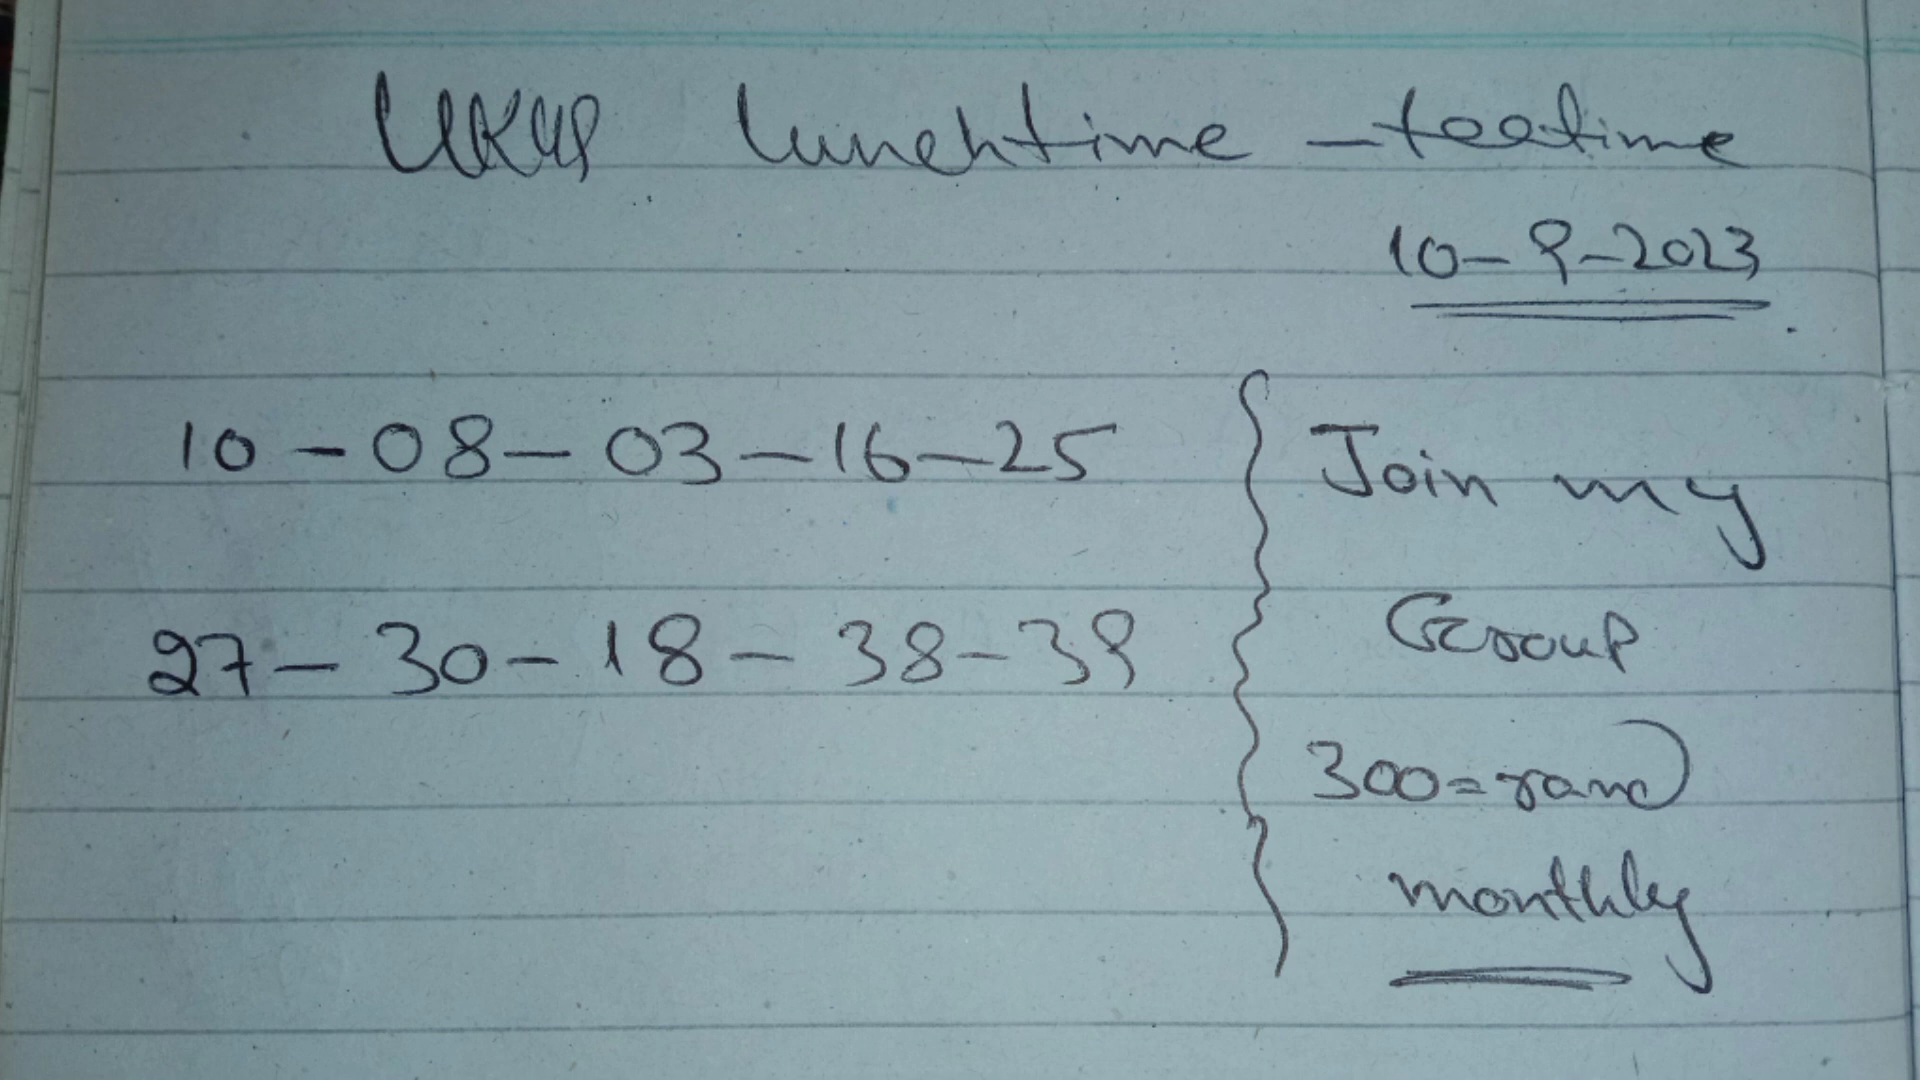 UK49 lunchtime - teatime
10-9-2023
10-08-03-16-25
27-30-18-38-39
Join my
Group
300=rand
monthly